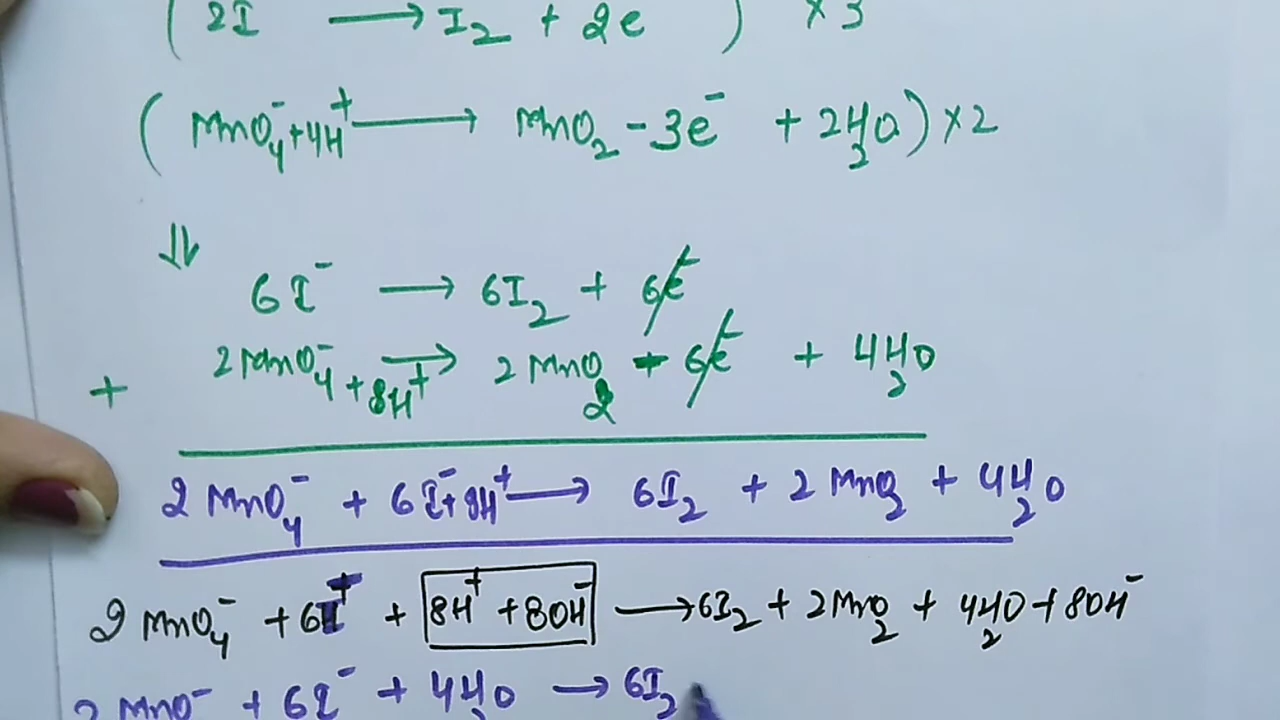 ( 2I ⟶ I₂ + 2e ) × 3
( MnO₄⁻ + 4H⁺ ⟶ MnO₂ - 3e⁻ + 2H₂O ) × 2
⇓
6I⁻ ⟶ 6I₂ + 6e⁻
+ 2MnO₄⁻ + 8H⁺ ⟶ 2MnO₂ - 6e⁻ + 4H₂O
2MnO₄⁻ + 6I⁻ + 8H⁺ ⟶ 6I₂ + 2MnO₂ + 4H₂O
2MnO₄⁻ + 6I⁺ + 8H⁺ + 8OH⁻ ⟶ 6I₂ + 2MnO₂ + 4H₂O + 8OH⁻
2MnO⁻ + 6I⁻ + 4H₂O ⟶ 6I₂